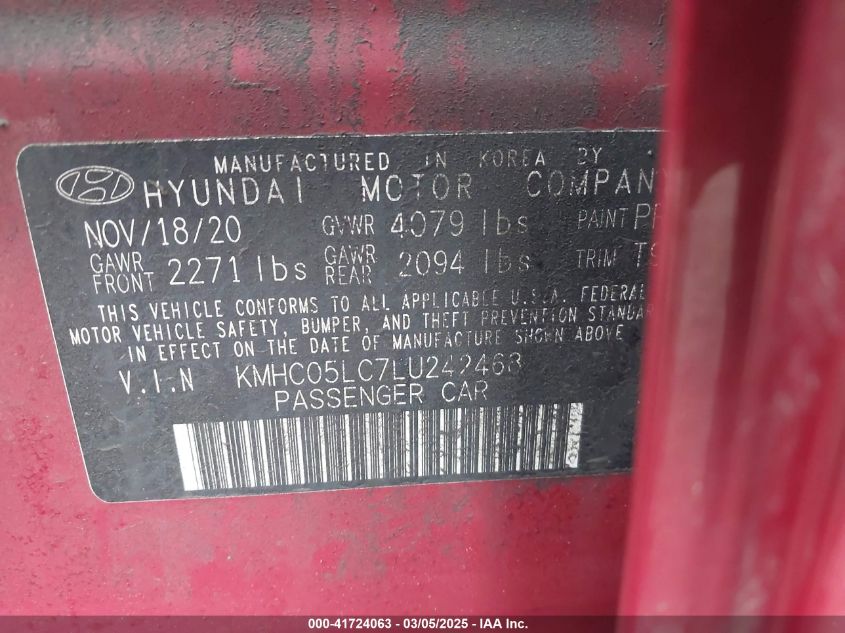 MANUFACTURED IN KOREA BY
HYUNDAI MOTOR COMPANY
NOV/18/20 GVWR 4079 lbs PAINT
GAWR FRONT 2271 lbs GAWR REAR 2094 lbs TRIM
THIS VEHICLE CONFORMS TO ALL APPLICABLE U.S.A. FEDERAL
MOTOR VEHICLE SAFETY, BUMPER, AND THEFT PREVENTION STANDAR
IN EFFECT ON THE DATE OF MANUFACTURE SHOWN ABOVE
V.I.N KMHC05LC7LU242468
PASSENGER CAR
000-41724063 - 03/05/2025 - IAA Inc.